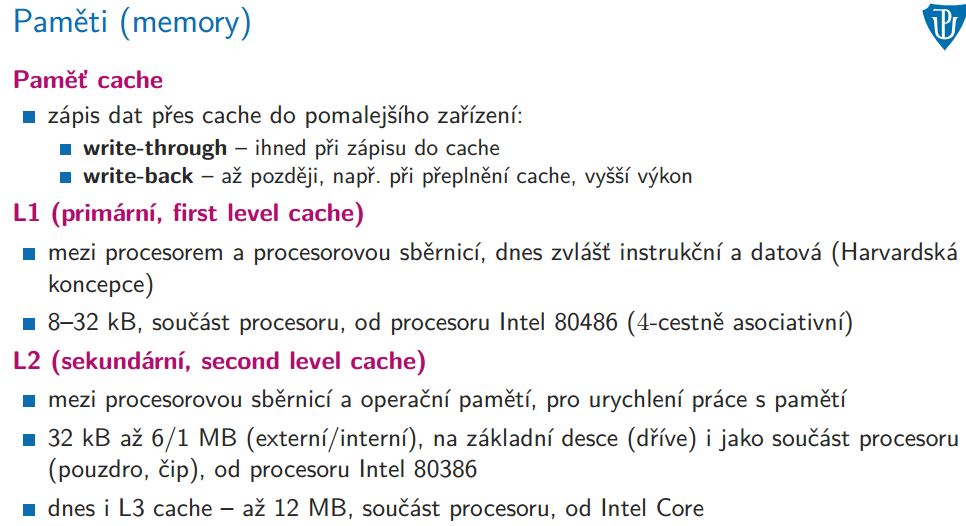 Paměti (memory)
Paměť cache
zápis dat přes cache do pomalejšího zařízení:
write-through – ihned při zápisu do cache
write-back – až později, např. při přeplnění cache, vyšší výkon
L1 (primární, first level cache)
mezi procesorem a procesorovou sběrnicí, dnes zvlášť instrukční a datová (Harvardská
koncepce)
8–32 kB, součást procesoru, od procesoru Intel 80486 (4-cestně asociativní)
L2 (sekundární, second level cache)
mezi procesorovou sběrnicí a operační pamětí, pro urychlení práce s pamětí
32 kB až 6/1 MB (externí/interní), na základní desce (dříve) i jako součást procesoru
(pouzdro, čip), od procesoru Intel 80386
dnes i L3 cache – až 12 MB, součást procesoru, od Intel Core